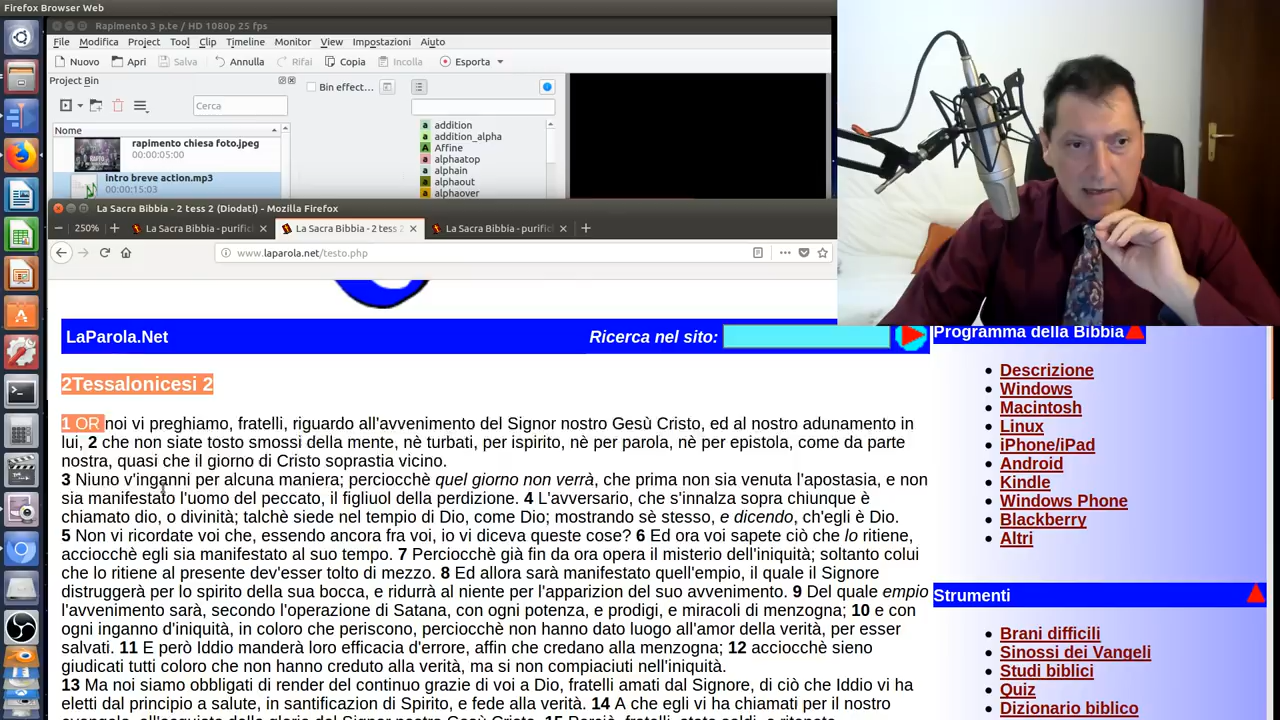 Firefox Browser Web
Rapimento 3 p.te / HD 1080p 25 fps
File Modifica Project Tool Clip Timeline Monitor View Impostazioni Aiuto
Nuovo Apri Salva Annulla Rifai Copia Incolla Esporta
Project Bin
Bin effect...
Cerca
Nome
rapimento chiesa foto.jpeg
00:00:05:00
intro breve action.mp3
00:00:15:03
addition
addition_alpha
Affine
alphaatop
alphain
alphaout
alphaover
La Sacra Bibbia - 2 tess 2 (Diodati) - Mozilla Firefox
250% La Sacra Bibbia - purific La Sacra Bibbia - 2 tess 2 La Sacra Bibbia - purific
www.laparola.net/testo.php
LaParola.Net Ricerca nel sito:
2Tessalonicesi 2
1 OR noi vi preghiamo, fratelli, riguardo all'avvenimento del Signor nostro Gesù Cristo, ed al nostro adunamento in
lui, 2 che non siate tosto smossi della mente, nè turbati, per ispirito, nè per parola, nè per epistola, come da parte
nostra, quasi che il giorno di Cristo soprastia vicino.
3 Niuno v'inganni per alcuna maniera; perciocchè quel giorno non verrà, che prima non sia venuta l'apostasia, e non
sia manifestato l'uomo del peccato, il figliuol della perdizione. 4 L'avversario, che s'innalza sopra chiunque è
chiamato dio, o divinità; talchè siede nel tempio di Dio, come Dio; mostrando sè stesso, e dicendo, ch'egli è Dio.
5 Non vi ricordate voi che, essendo ancora fra voi, io vi diceva queste cose? 6 Ed ora voi sapete ciò che lo ritiene,
acciocchè egli sia manifestato al suo tempo. 7 Perciocchè già fin da ora opera il misterio dell'iniquità; soltanto colui
che lo ritiene al presente dev'esser tolto di mezzo. 8 Ed allora sarà manifestato quell'empio, il quale il Signore
distruggerà per lo spirito della sua bocca, e ridurrà al niente per l'apparizion del suo avvenimento. 9 Del quale empio
l'avvenimento sarà, secondo l'operazione di Satana, con ogni potenza, e prodigi, e miracoli di menzogna; 10 e con
ogni inganno d'iniquità, in coloro che periscono, perciocchè non hanno dato luogo all'amor della verità, per esser
salvati. 11 E però Iddio manderà loro efficacia d'errore, affin che credano alla menzogna; 12 acciocchè sieno
giudicati tutti coloro che non hanno creduto alla verità, ma si son compiaciuti nell'iniquità.
13 Ma noi siamo obbligati di render del continuo grazie di voi a Dio, fratelli amati dal Signore, di ciò che Iddio vi ha
eletti dal principio a salute, in santificazion di Spirito, e fede alla verità. 14 A che egli vi ha chiamati per il nostro
Programma della Bibbia
Descrizione
Windows
Macintosh
Linux
iPhone/iPad
Android
Kindle
Windows Phone
Blackberry
Altri
Strumenti
Brani difficili
Sinossi dei Vangeli
Studi biblici
Quiz
Dizionario biblico